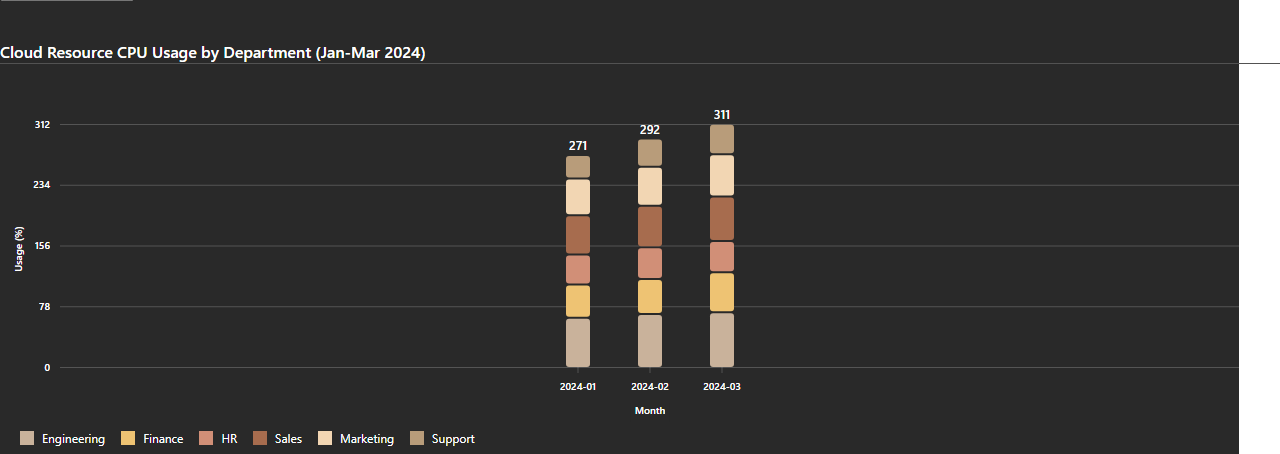 Cloud Resource CPU Usage by Department (Jan-Mar 2024)
311
312
292
271
234
Usage (%)
156
78
0
2024-01 2024-02 2024-03
Month
Engineering Finance HR Sales Marketing Support